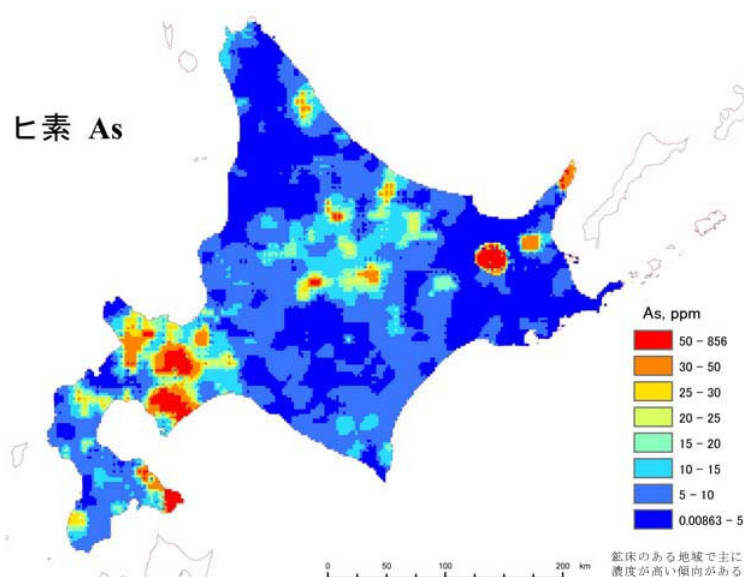 ヒ素 As
As, ppm
50 - 856
30 - 50
25 - 30
20 - 25
15 - 20
10 - 15
5 - 10
0.00863 - 5
km
0 50 100 200
鉱床のある地域で主に
濃度が高い傾向がある